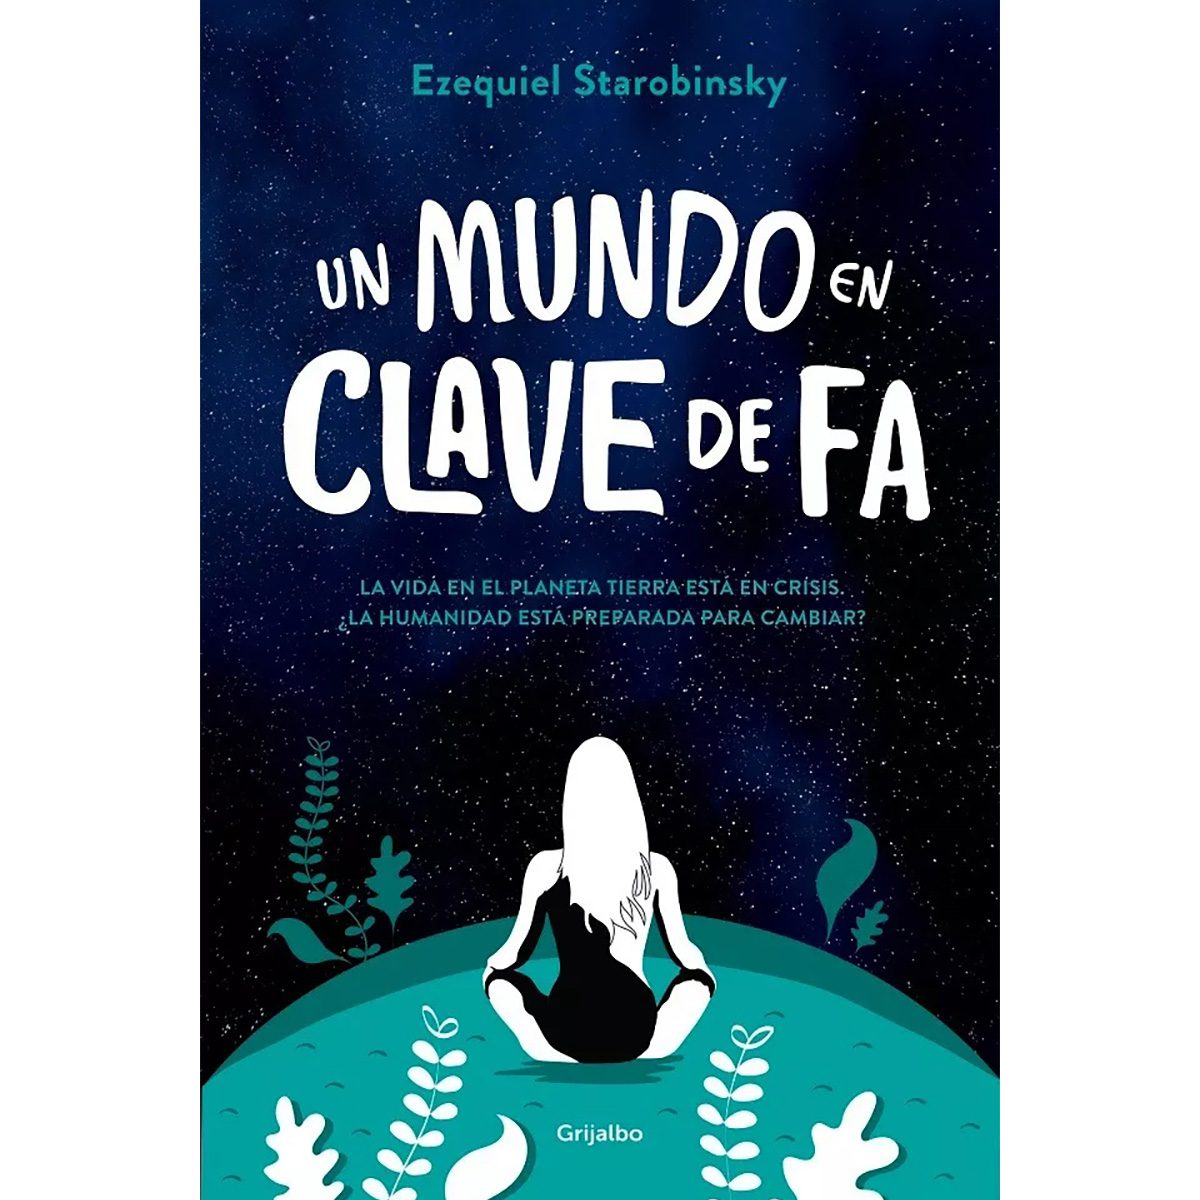 Ezequiel Starobinsky
UN MUNDO EN
CLAVE DE FA
LA VIDA EN EL PLANETA TIERRA ESTÁ EN CRISIS.
¿LA HUMANIDAD ESTÁ PREPARADA PARA CAMBIAR?
Grijalbo